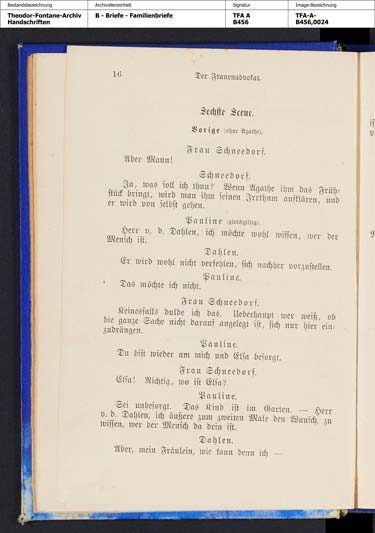 Bestandsbezeichnung Archivalieneinheit Signatur Image-Bezeichnung
Theodor-Fontane-Archiv B - Briefe - Familienbriefe TFA A TFA-A-
Handschriften B456 B456,0024
16 Der Frauenadvokat.
Sechste Scene.
Vorige (ohne Agathe).
Frau Schneedorf.
Aber Mann!
Schneedorf.
Ja, was soll ich thun? Wenn Agathe ihm das Früh-
stück bringt, wird man ihm seinen Irrthum aufklären, und
er wird von selbst gehen.
Pauline (gleichgiltig).
Herr v. d. Dahlen, ich möchte wohl wissen, wer der
Mensch ist.
Dahlen.
Er wird wohl nicht verfehlen, sich nachher vorzustellen.
Pauline.
Das möchte ich nicht.
Frau Schneedorf.
Keinesfalls dulde ich das. Ueberhaupt wer weiß, ob
die ganze Sache nicht darauf angelegt ist, sich nur hier ein-
zudrängen.
Pauline.
Du bist wieder um mich und Elsa besorgt.
Frau Schneedorf.
Elsa! Richtig, wo ist Elsa?
Pauline.
Sei unbesorgt. Das Kind ist im Garten. — Herr
v. d. Dahlen, ich äußere zum zweiten Male den Wunsch, zu
wissen, wer der Mensch da drin ist.
Dahlen.
Aber, mein Fräulein, wie kann denn ich —